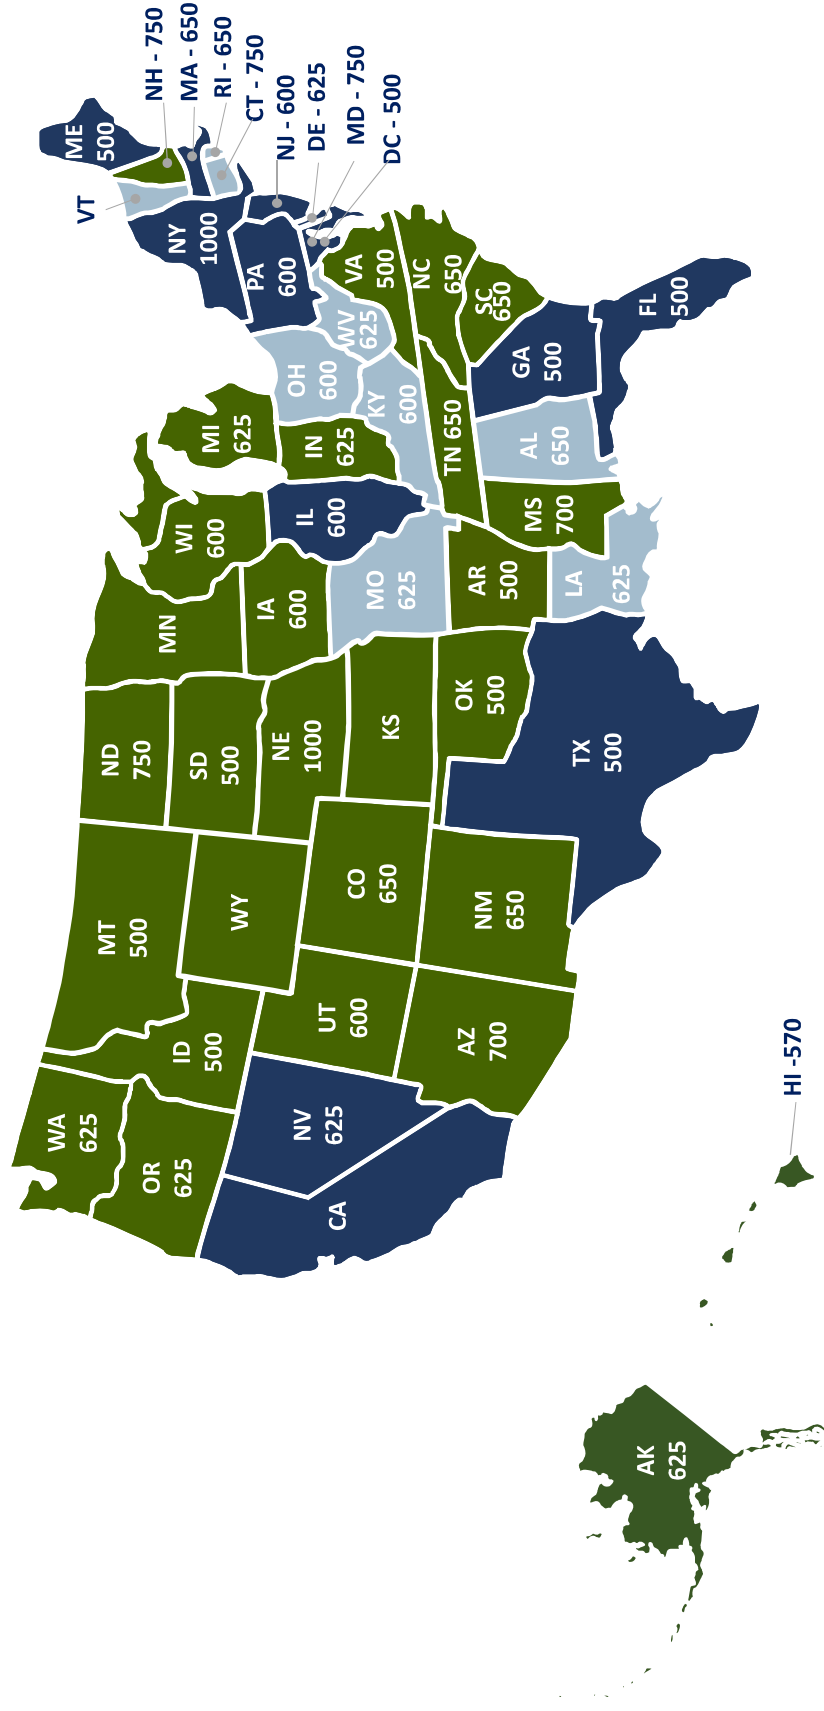 WA
625
OR
625
CA
NV
625
ID
500
MT
500
WY
UT
600
AZ
700
CO
650
NM
650
ND
750
SD
500
NE
1000
KS
OK
500
TX
500
MN
IA
600
MO
625
AR
500
LA
625
WI
600
IL
600
MI
625
IN
625
OH
600
KY
600
TN 650
MS
700
AL
650
GA
500
FL
500
SC
650
NC
650
VA
500
WV
625
PA
600
NY
1000
VT
ME
500
NH - 750
MA - 650
RI - 650
CT - 750
NJ - 600
DE - 625
MD - 750
DC - 500
AK
625
HI -570